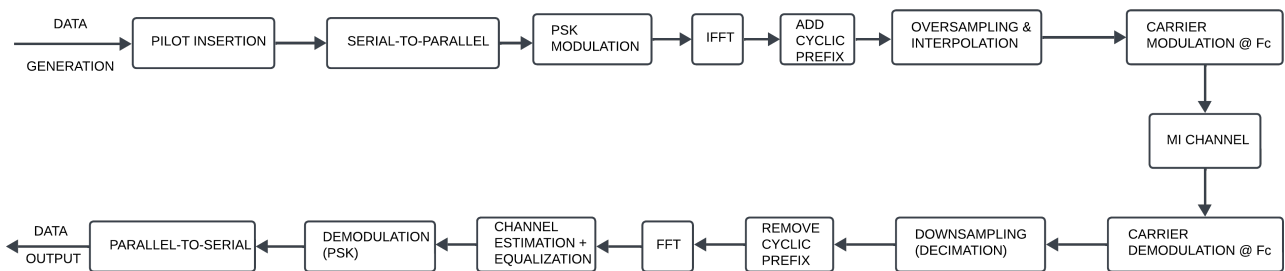 DATA
GENERATION
PILOT INSERTION
SERIAL-TO-PARALLEL
PSK
MODULATION
IFFT
ADD
CYCLIC
PREFIX
OVERSAMPLING &
INTERPOLATION
CARRIER
MODULATION @ Fc
MI CHANNEL
CARRIER
DEMODULATION @ Fc
DOWNSAMPLING
(DECIMATION)
REMOVE
CYCLIC
PREFIX
FFT
CHANNEL
ESTIMATION +
EQUALIZATION
DEMODULATION
(PSK)
PARALLEL-TO-SERIAL
DATA
OUTPUT